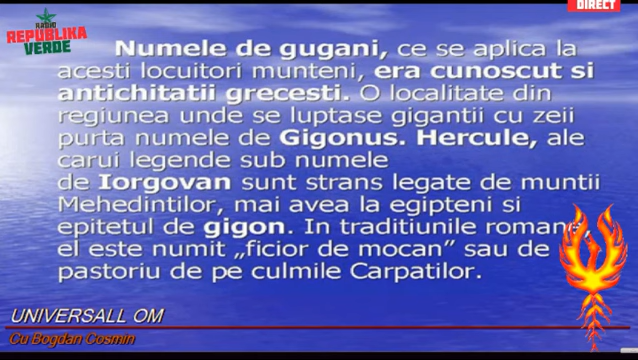 RADIO
REPUBLIKA
VERDE
DIRECT
Numele de gugani, ce se aplica la
acesti locuitori munteni, era cunoscut si
antichitatii grecesti. O localitate din
regiunea unde se luptase gigantii cu zeii
purta numele de Gigonus. Hercule, ale
carui legende sub numele
de Iorgovan sunt strans legate de muntii
Mehedintilor, mai avea la egipteni si
epitetul de gigon. In traditiunile romane,
el este numit „ficior de mocan” sau de
pastoriu de pe culmile Carpatilor.
UNIVERSALL OM
Cu Bogdan Cosmin